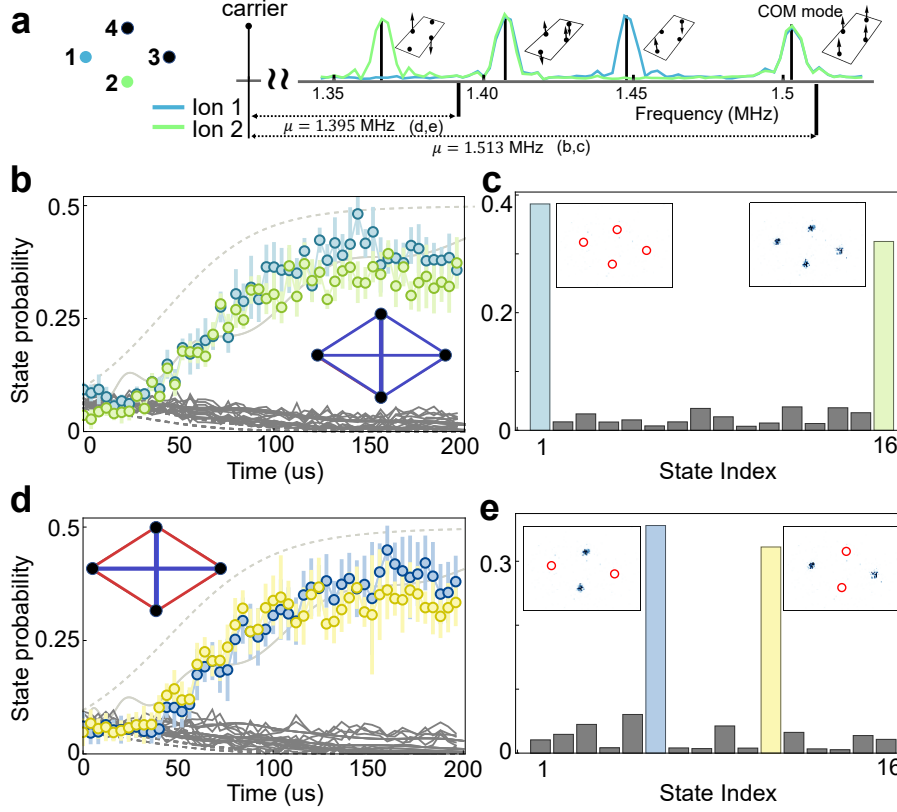 a
carrier
COM mode
4
1
3
2
1.35
1.40
1.45
1.5
Ion 1
Ion 2
Frequency (MHz)
μ = 1.395 MHz (d,e)
μ = 1.513 MHz (b,c)
b
0.5
0.25
0
State probability
0
50
100
150
200
Time (us)
c
0.4
0.2
0
1
16
State Index
d
0.5
0.25
0
State probability
0
50
100
150
200
Time (us)
e
0.3
0
1
16
State Index